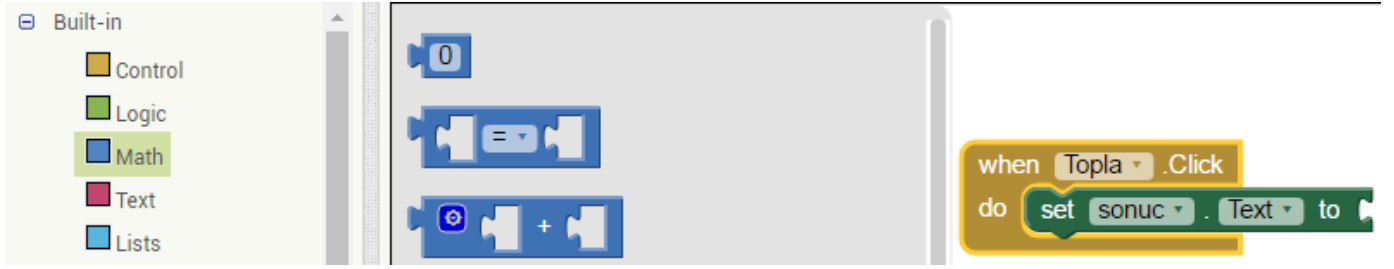 Built-in
Control
Logic
Math
Text
Lists
0
=
+
when Topla .Click
do set sonuc . Text to